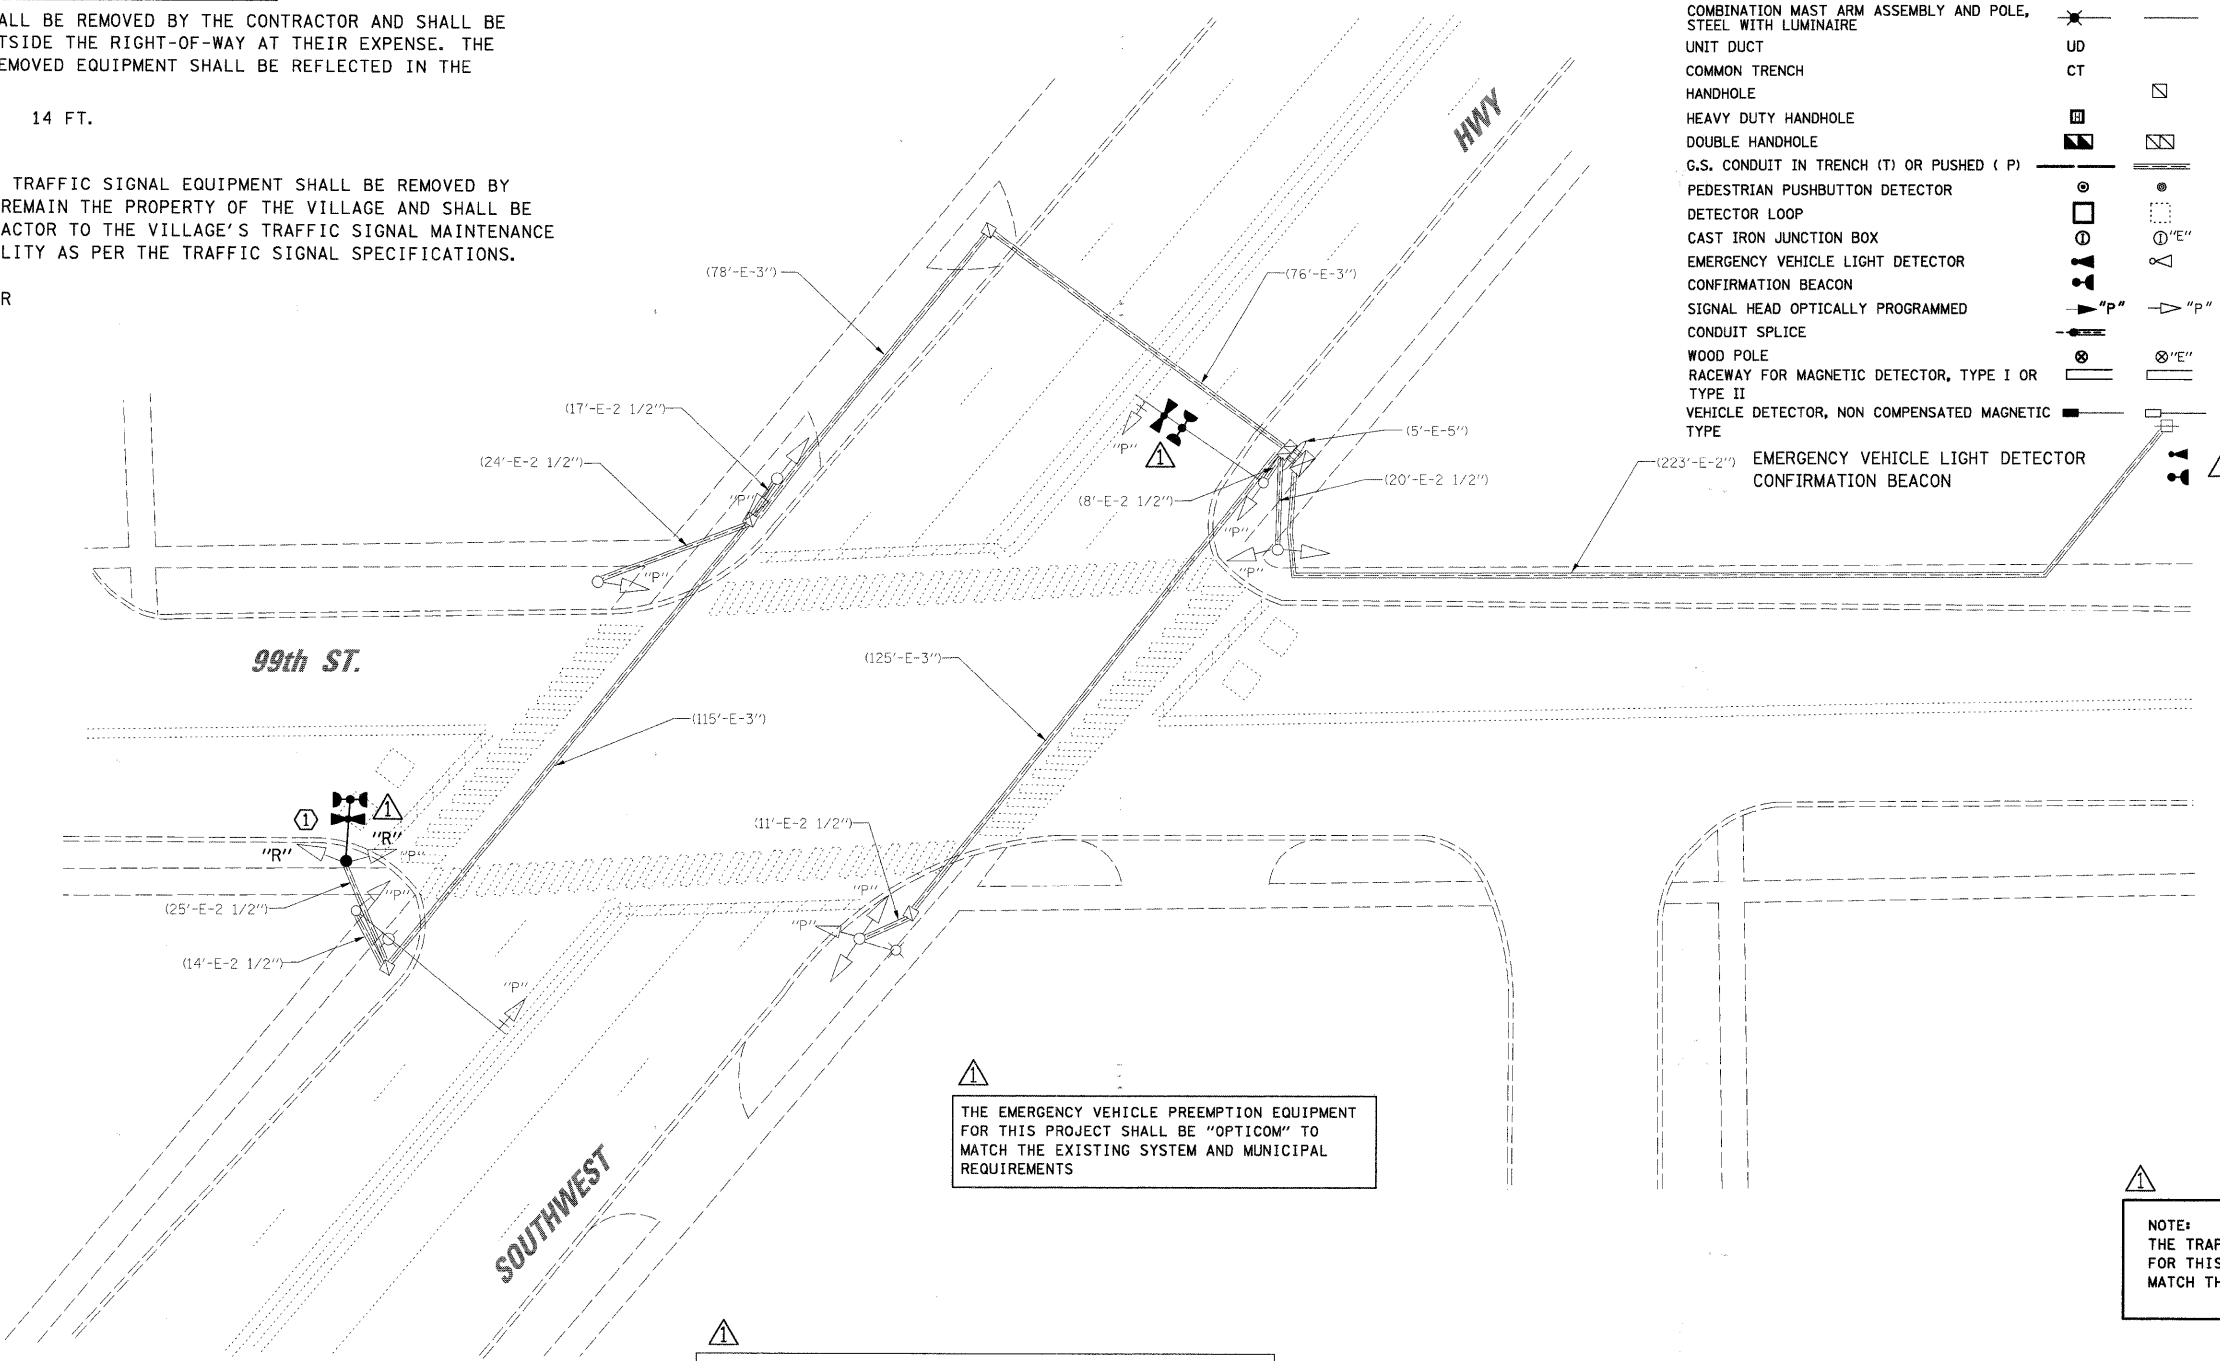 ALL BE REMOVED BY THE CONTRACTOR AND SHALL BE
TSIDE THE RIGHT-OF-WAY AT THEIR EXPENSE. THE
EMOVED EQUIPMENT SHALL BE REFLECTED IN THE
14 FT.
TRAFFIC SIGNAL EQUIPMENT SHALL BE REMOVED BY
REMAIN THE PROPERTY OF THE VILLAGE AND SHALL BE
ACTOR TO THE VILLAGE'S TRAFFIC SIGNAL MAINTENANCE
LITY AS PER THE TRAFFIC SIGNAL SPECIFICATIONS.
R
COMBINATION MAST ARM ASSEMBLY AND POLE,
STEEL WITH LUMINAIRE
UNIT DUCT UD
COMMON TRENCH CT
HANDHOLE
HEAVY DUTY HANDHOLE H
DOUBLE HANDHOLE
G.S. CONDUIT IN TRENCH (T) OR PUSHED ( P)
PEDESTRIAN PUSHBUTTON DETECTOR
DETECTOR LOOP
CAST IRON JUNCTION BOX I I "E"
EMERGENCY VEHICLE LIGHT DETECTOR
CONFIRMATION BEACON
SIGNAL HEAD OPTICALLY PROGRAMMED "P" "P"
CONDUIT SPLICE
WOOD POLE "E"
RACEWAY FOR MAGNETIC DETECTOR, TYPE I OR
TYPE II
VEHICLE DETECTOR, NON COMPENSATED MAGNETIC
TYPE
EMERGENCY VEHICLE LIGHT DETECTOR
CONFIRMATION BEACON
HWY
(78'-E-3")
(76'-E-3")
(17'-E-2 1/2")
(24'-E-2 1/2")
"P"
"P"
"P"
1
(5'-E-5")
(8'-E-2 1/2")
(20'-E-2 1/2")
(223'-E-2")
"P"
"P"
99th ST.
(125'-E-3")
(115'-E-3")
1
1
"R"
"R"
"P"
"P"
(25'-E-2 1/2")
(14'-E-2 1/2")
"P"
(11'-E-2 1/2")
"P"
"P"
SOUTHWEST
1
THE EMERGENCY VEHICLE PREEMPTION EQUIPMENT
FOR THIS PROJECT SHALL BE "OPTICOM" TO
MATCH THE EXISTING SYSTEM AND MUNICIPAL
REQUIREMENTS
1
NOTE:
THE TRAF
FOR THIS
MATCH TH
1